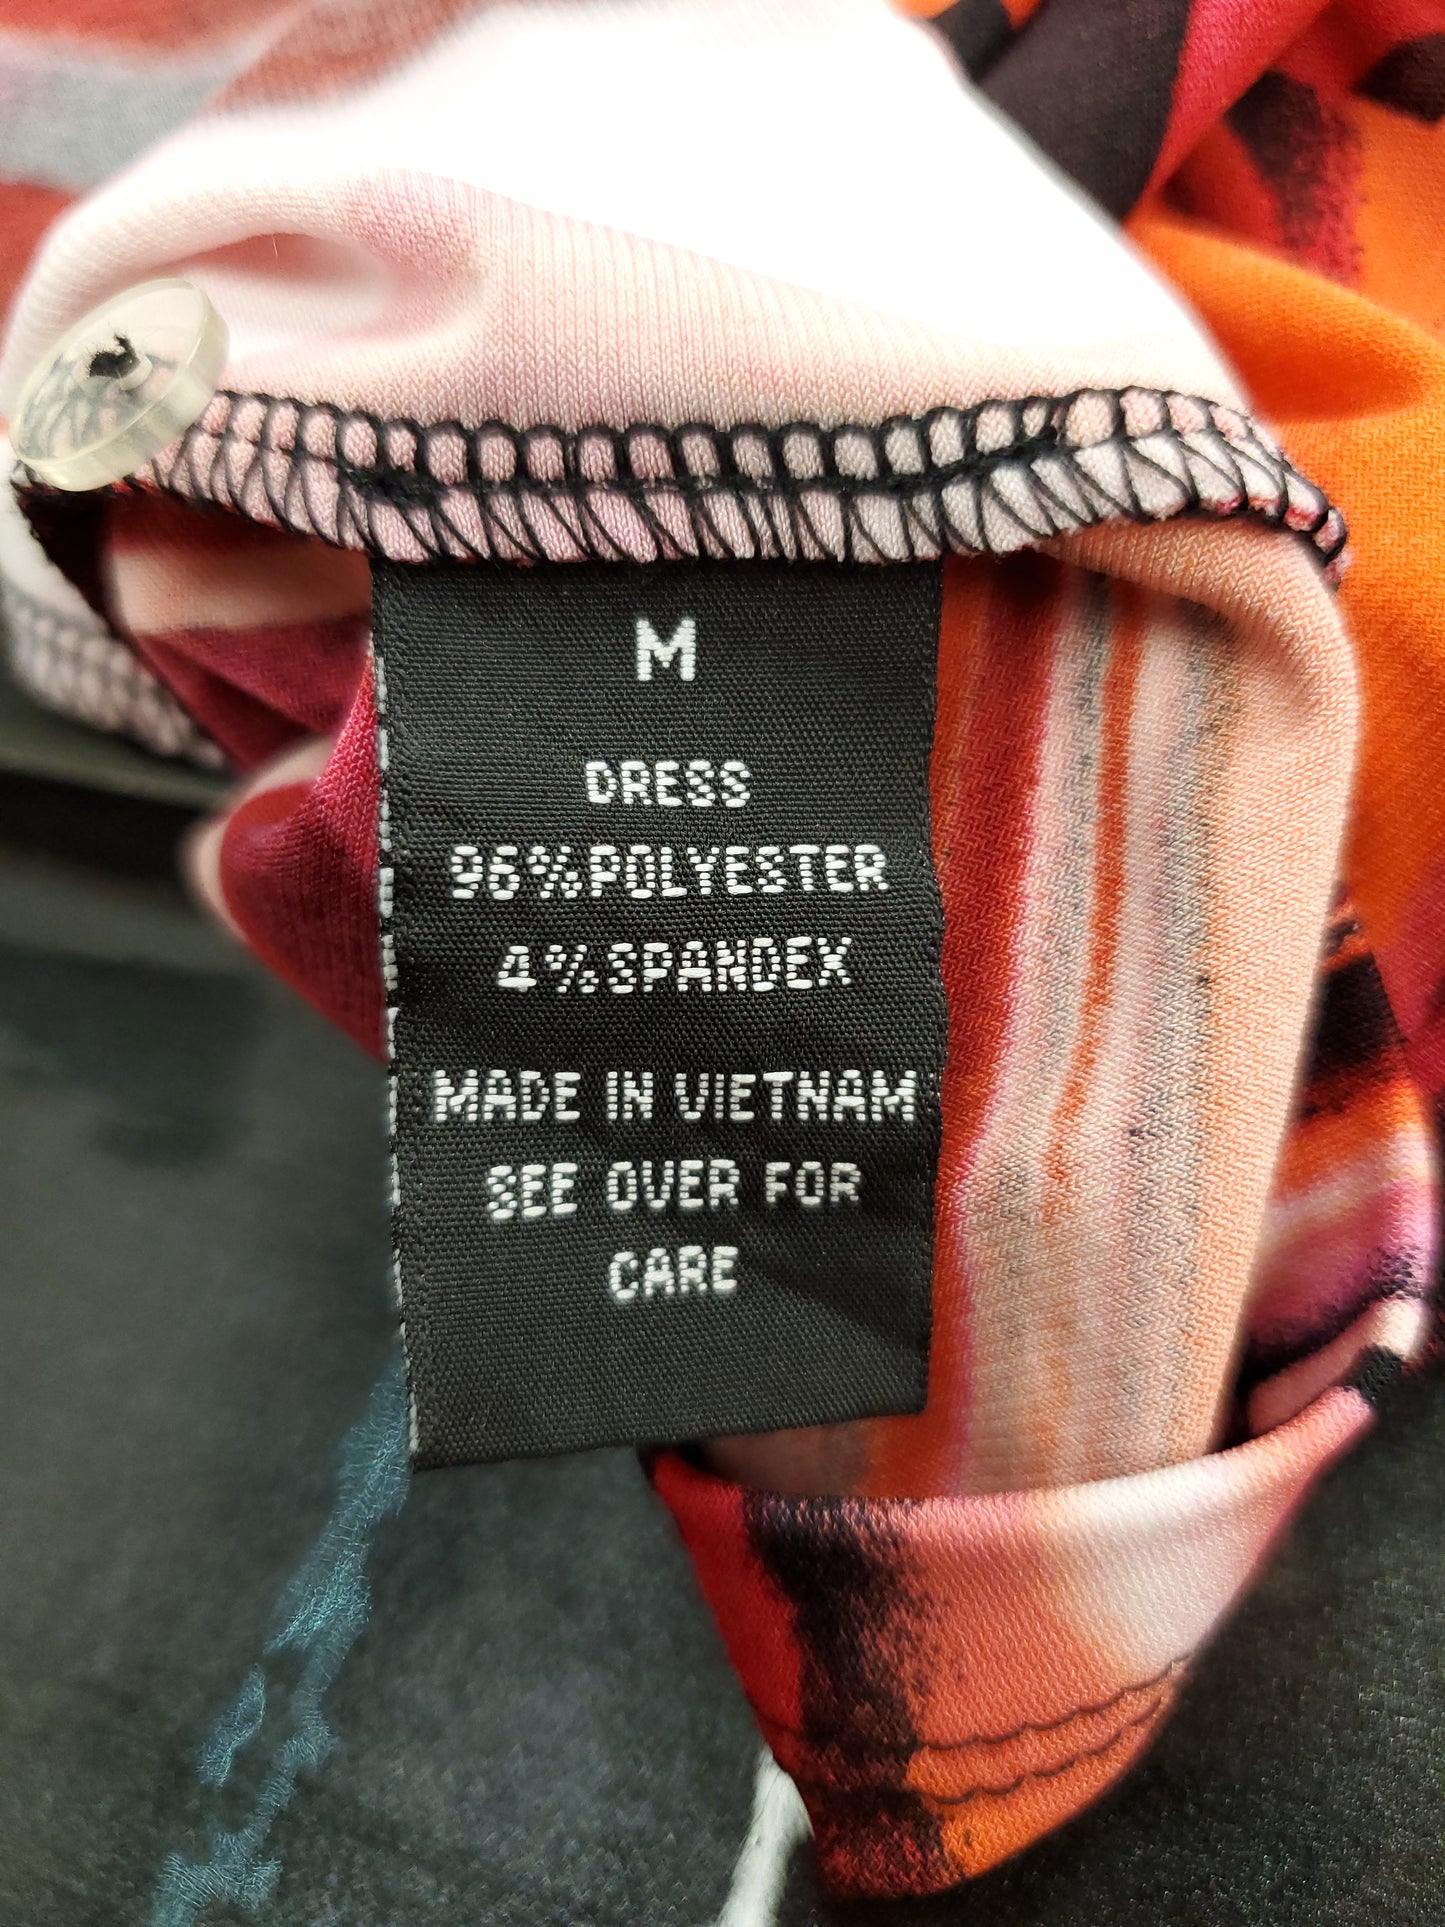 M
DRESS
96%POLYESTER
4%SPANDEX
MADE IN VIETNAM
SEE OVER FOR
CARE